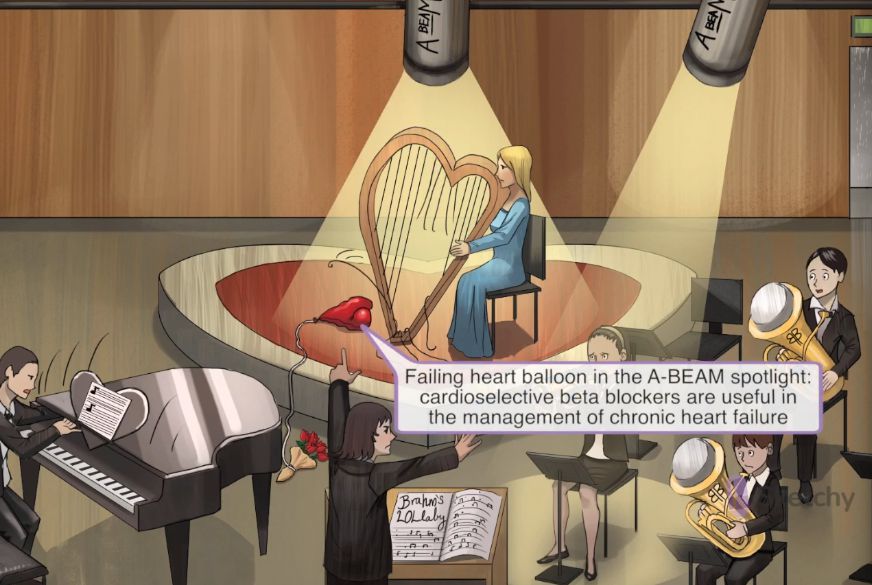 A BEAM
A BEAM
Failing heart balloon in the A-BEAM spotlight:
cardioselective beta blockers are useful in
the management of chronic heart failure
Brahm's
LOLlaby